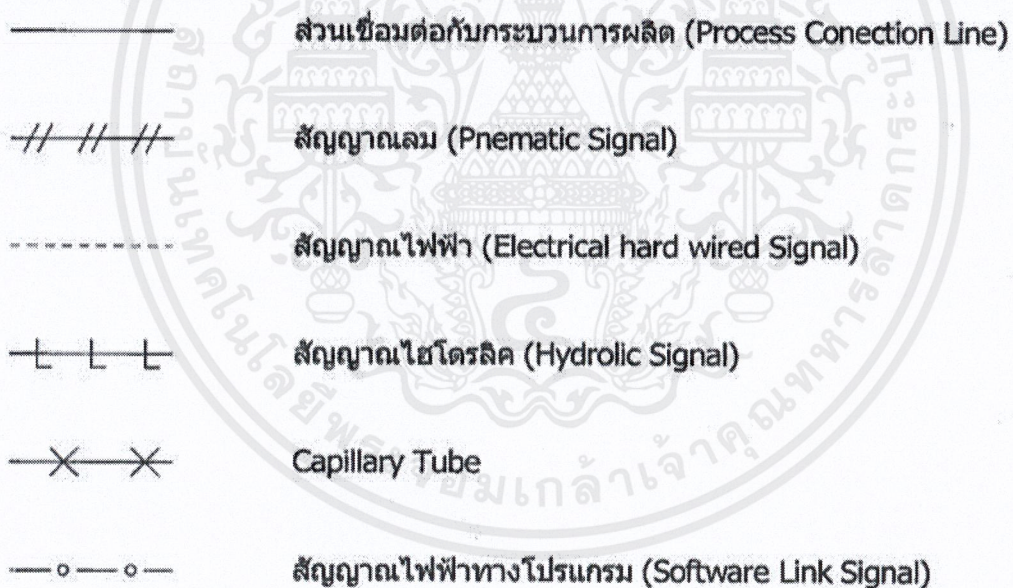 ส่วนเชื่อมต่อกับกระบวนการผลิต (Process Conection Line)
สัญญาณลม (Pnematic Signal)
สัญญาณไฟฟ้า (Electrical hard wired Signal)
สัญญาณไฮโดรลิค (Hydrolic Signal)
Capillary Tube
สัญญาณไฟฟ้าทางโปรแกรม (Software Link Signal)